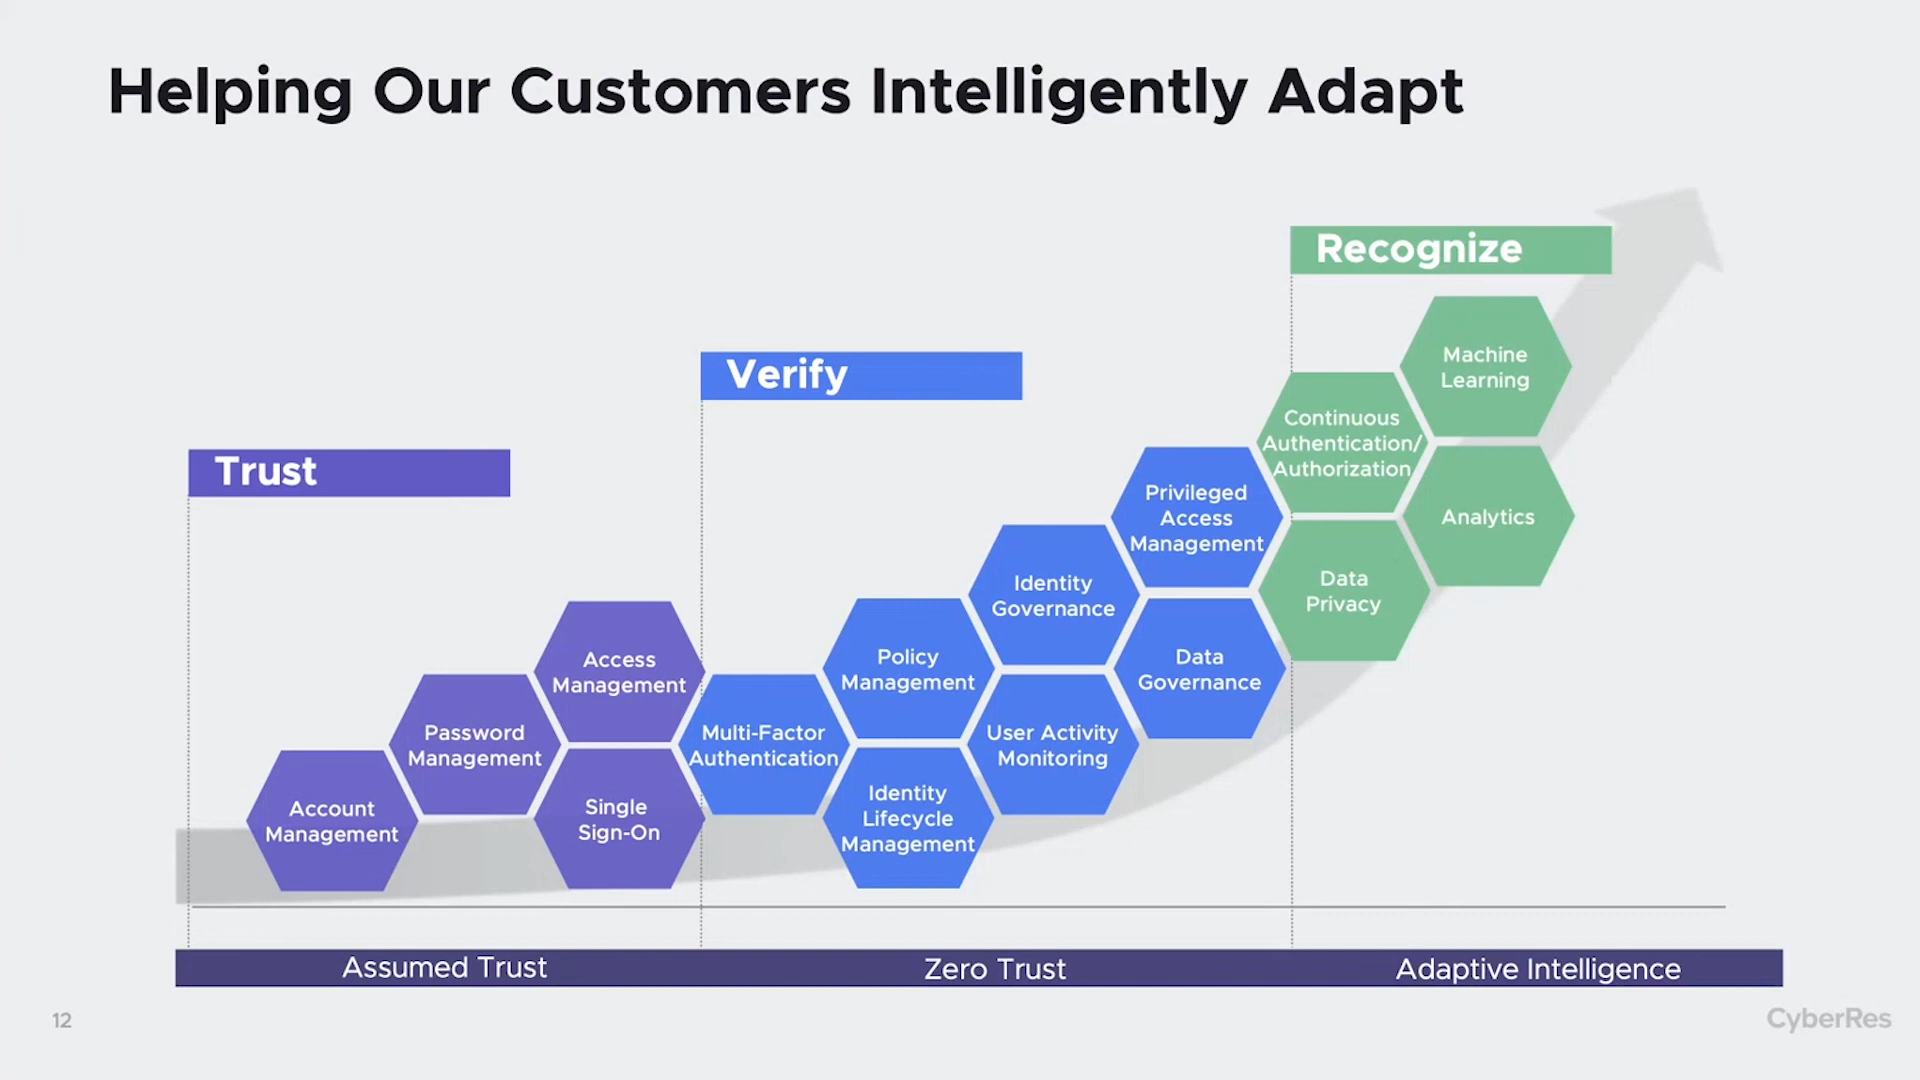 Helping Our Customers Intelligently Adapt
Recognize
Verify
Trust
Machine
Learning
Continuous
Authentication/
Authorization
Analytics
Data
Privacy
Privileged
Access
Management
Identity
Governance
Data
Governance
Policy
Management
User Activity
Monitoring
Multi-Factor
Authentication
Identity
Lifecycle
Management
Access
Management
Password
Management
Single
Sign-On
Account
Management
Assumed Trust
Zero Trust
Adaptive Intelligence
12
CyberRes